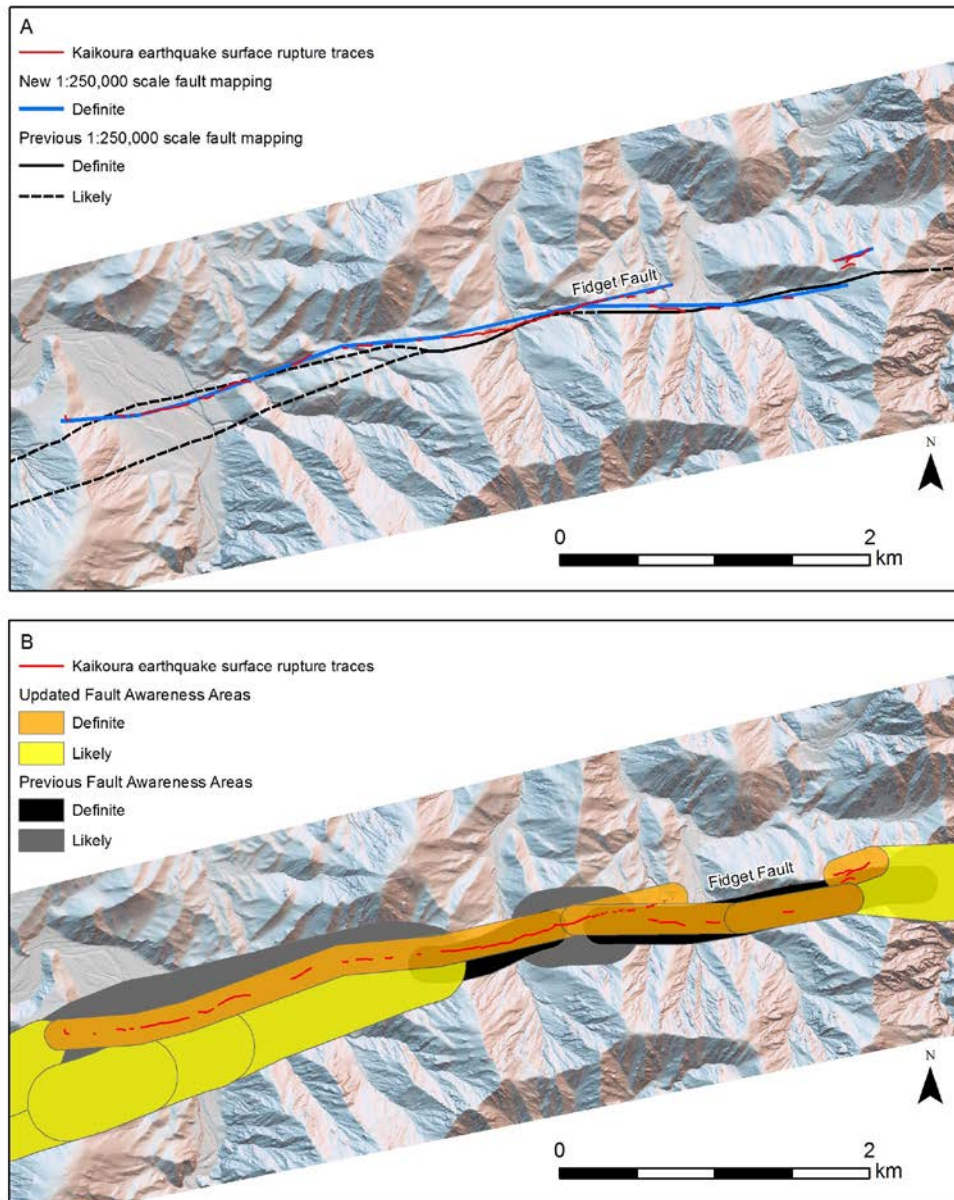 A
Kaikoura earthquake surface rupture traces
New 1:250,000 scale fault mapping
Definite
Previous 1:250,000 scale fault mapping
Definite
Likely
Fidget Fault
N
0 2
km
B
Kaikoura earthquake surface rupture traces
Updated Fault Awareness Areas
Definite
Likely
Previous Fault Awareness Areas
Definite
Likely
Fidget Fault
N
0 2
km